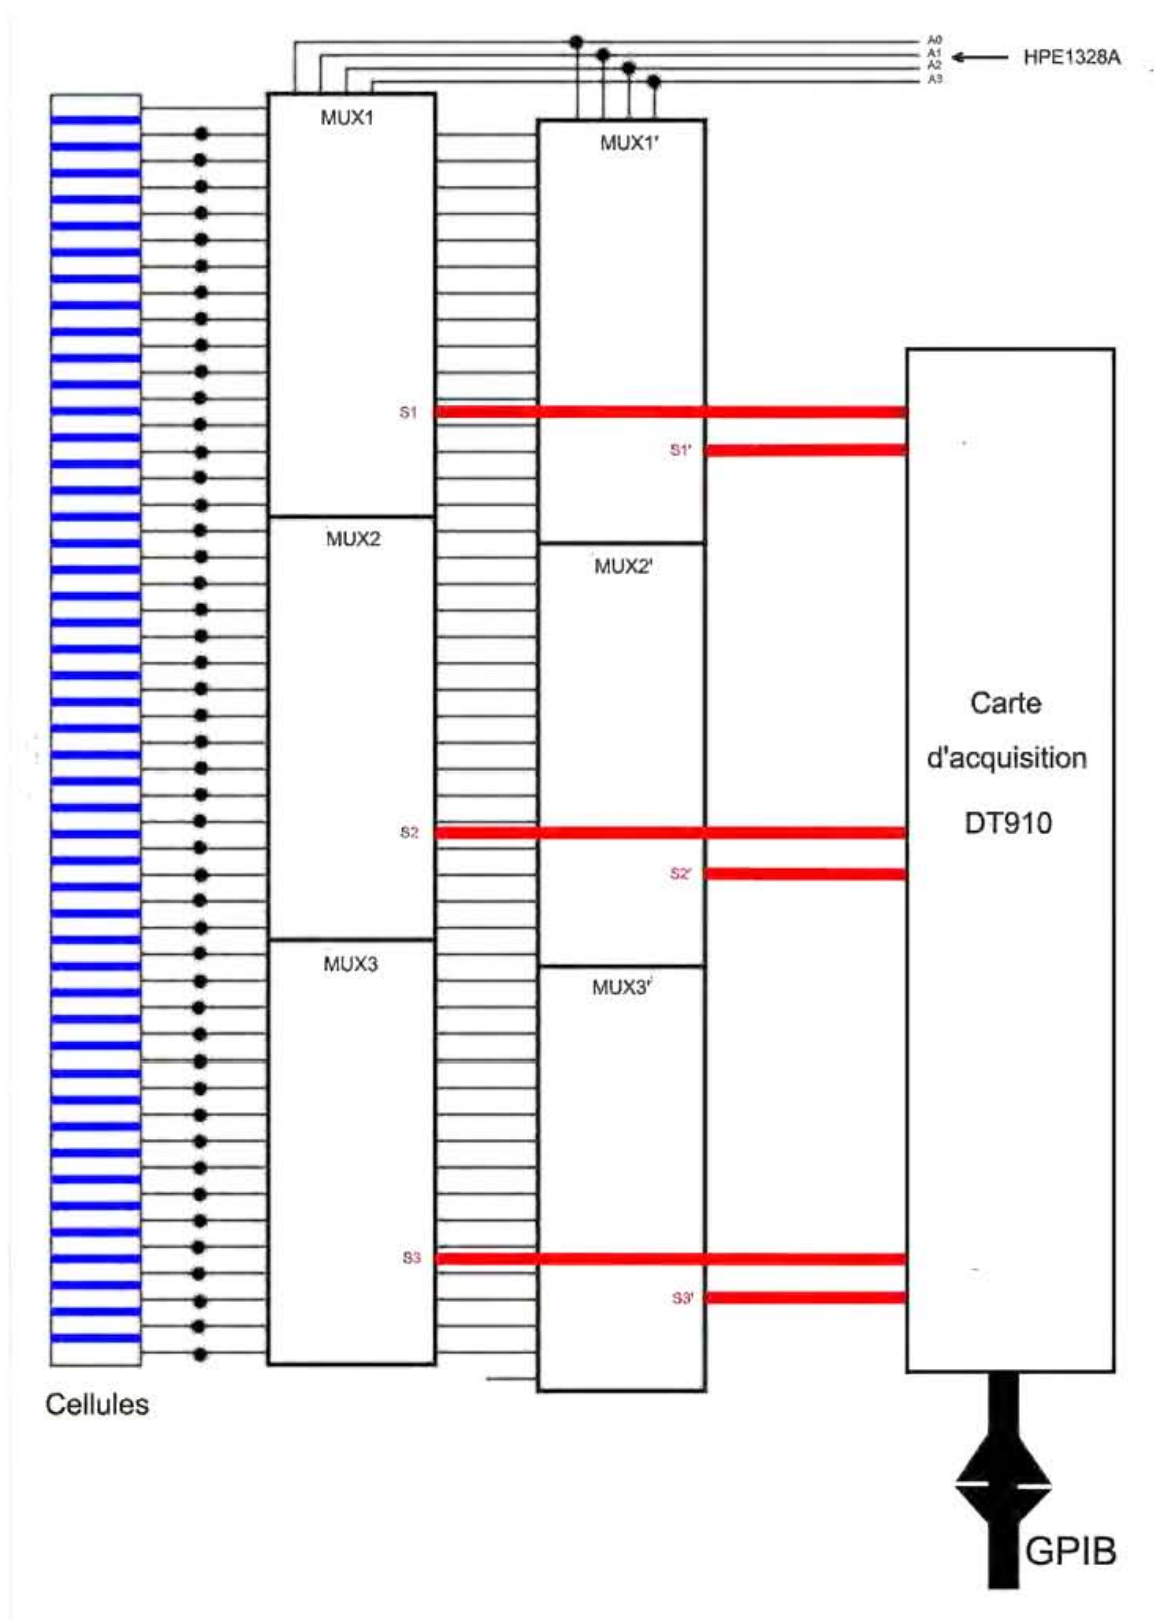 A0
A1
HPE1328A
A2
A3
MUX1
MUX1'
S1
S1'
MUX2
MUX2'
Carte
d'acquisition
DT910
S2
S2'
MUX3
MUX3'
S3
S3'
Cellules
GPIB